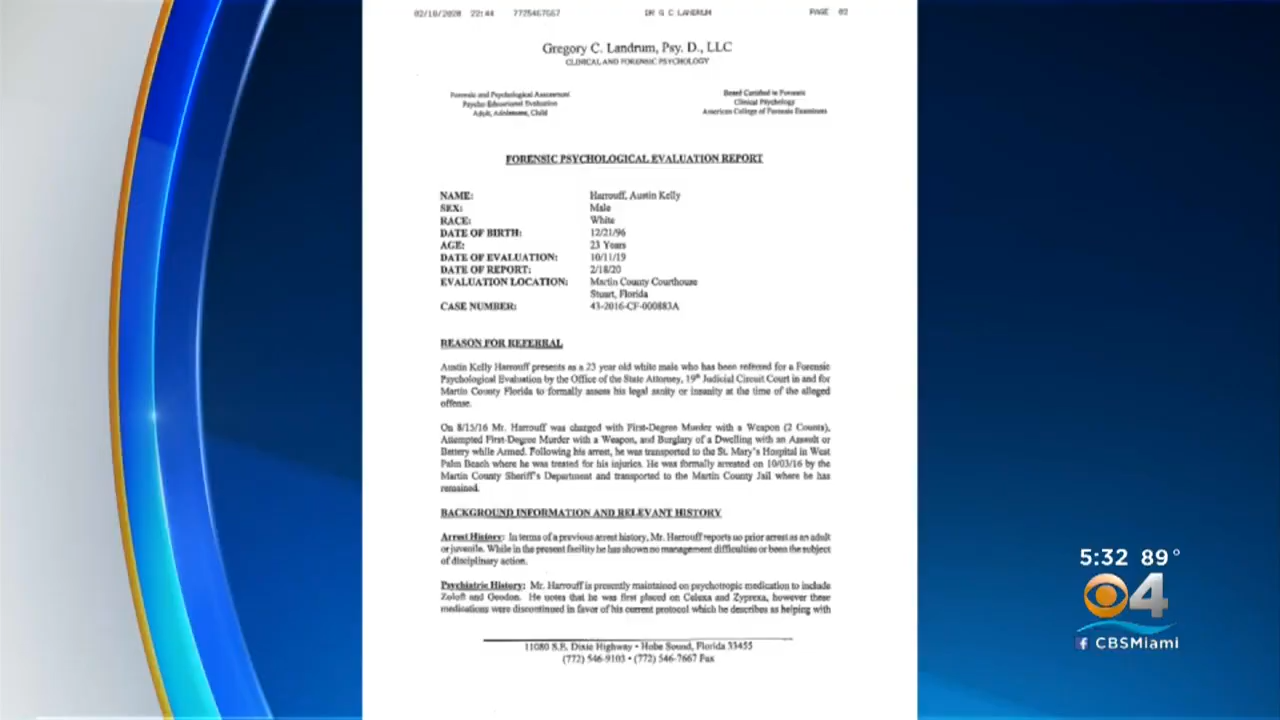 02/18/2020 22:44 7725467667 DR G C LANDRUM PAGE 02
Gregory C. Landrum, Psy. D., LLC
CLINICAL AND FORENSIC PSYCHOLOGY
Forensic and Psychological Assessment
Psycho-Educational Evaluation
Adult, Adolescent, Child
Board Certified in Forensic
Clinical Psychology
American College of Forensic Examiners
FORENSIC PSYCHOLOGICAL EVALUATION REPORT
NAME: Harrouff, Austin Kelly
SEX: Male
RACE: White
DATE OF BIRTH: 12/21/96
AGE: 23 Years
DATE OF EVALUATION: 10/11/19
DATE OF REPORT: 2/18/20
EVALUATION LOCATION: Martin County Courthouse
Stuart, Florida
CASE NUMBER: 43-2016-CF-000883A
REASON FOR REFERRAL
Austin Kelly Harrouff presents as a 23 year old white male who has been referred for a Forensic
Psychological Evaluation by the Office of the State Attorney, 19th Judicial Circuit Court in and for
Martin County Florida to formally assess his legal sanity or insanity at the time of the alleged
offense.
On 8/15/16 Mr. Harrouff was charged with First-Degree Murder with a Weapon (2 Counts),
Attempted First-Degree Murder with a Weapon, and Burglary of a Dwelling with an Assault or
Battery while Armed. Following his arrest, he was transported to the St. Mary's Hospital in West
Palm Beach where he was treated for his injuries. He was formally arrested on 10/03/16 by the
Martin County Sheriff's Department and transported to the Martin County Jail where he has
remained.
BACKGROUND INFORMATION AND RELEVANT HISTORY
Arrest History: In terms of a previous arrest history, Mr. Harrouff reports no prior arrest as an adult
or juvenile. While in the present facility he has shown no management difficulties or been the subject
of disciplinary action.
Psychiatric History: Mr. Harrouff is presently maintained on psychotropic medication to include
Zoloft and Geodon. He notes that he was first placed on Celexa and Zyprexa, however these
medications were discontinued in favor of his current protocol which he describes as helping with
11080 S.E. Dixie Highway • Hobe Sound, Florida 33455
(772) 546-9103 • (772) 546-7667 Fax
5:32 89°
4
CBSMiami